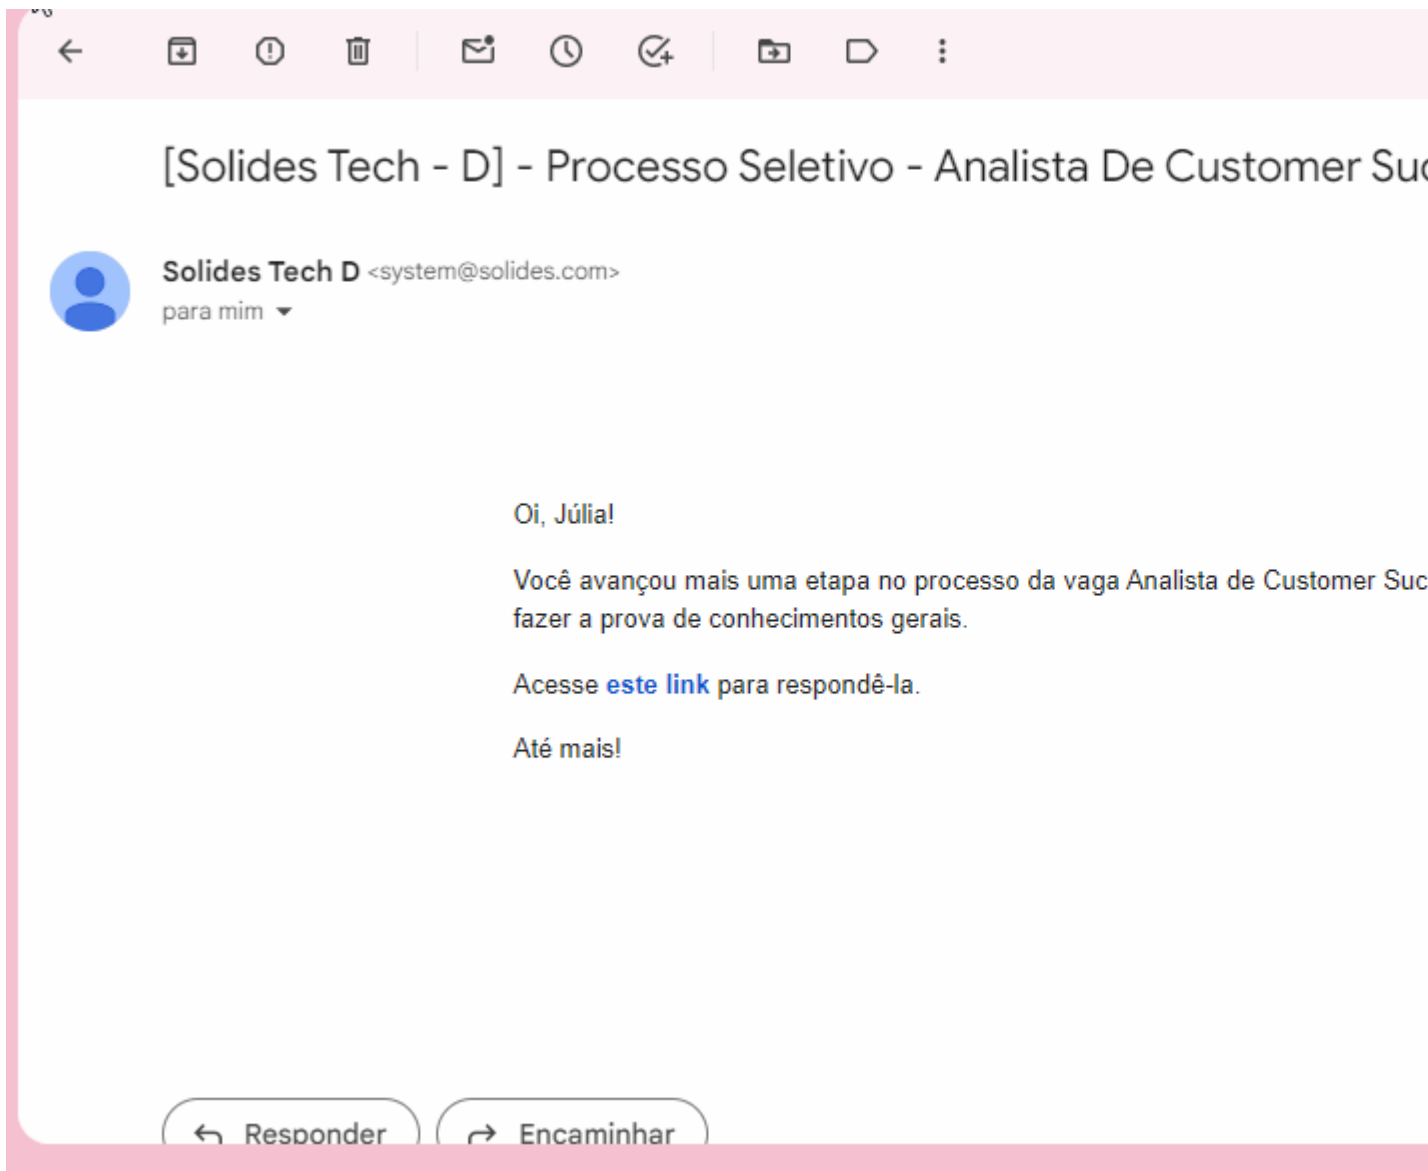 [Solides Tech - D] - Processo Seletivo - Analista De Customer
Solides Tech D <system@solides.com>
para mim
Oi, Júlia!
Você avançou mais uma etapa no processo da vaga Analista de Customer
fazer a prova de conhecimentos gerais.
Acesse este link para respondê-la.
Até mais!
Responder
Encaminhar